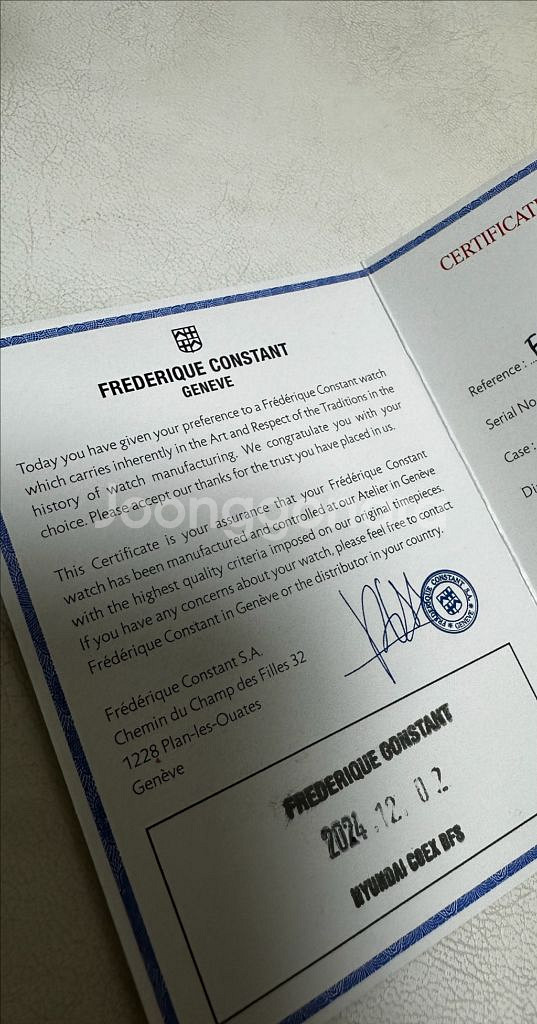 FREDERIQUE CONSTANT
GENEVE
Today you have given your preference to a Frédérique Constant watch
which carries inherently in the Art and Respect of the Traditions in the
history of watch manufacturing. We congratulate you with your
choice. Please accept our thanks for the trust you have placed in us.
This Certificate is your assurance that your Frédérique Constant
watch has been manufactured and controlled at our Atelier in Genève
with the highest quality criteria imposed on our original timepieces.
If you have any concerns about your watch, please feel free to contact
Frédérique Constant in Genève or the distributor in your country.
FRÉDÉRIQUE CONSTANT S.A.
GENÈVE
Frédérique Constant S.A.
Chemin du Champ des Filles 32
1228 Plan-les-Ouates
Genève
FREDERIQUE CONSTANT
2024.12.02
HYUNDAI COEX DFS
CERTIFICAT
Reference :
Serial No
Case :